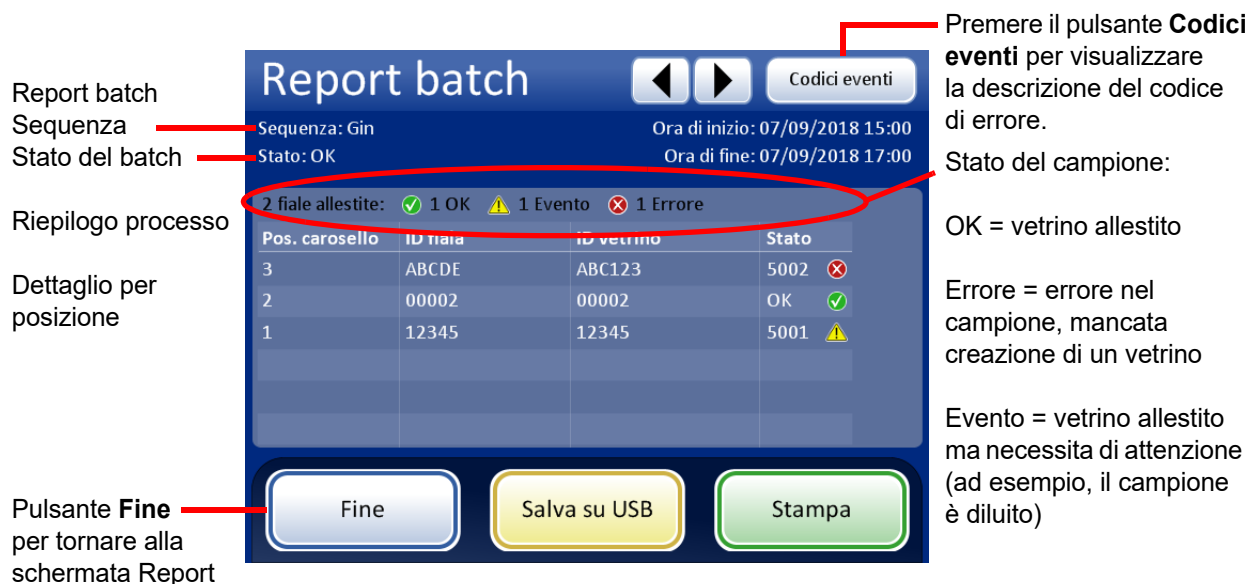 Premere il pulsante Codici
eventi per visualizzare
la descrizione del codice
di errore.
Report batch
Sequenza
Stato del batch
Riepilogo processo
Dettaglio per
posizione
Pulsante Fine
per tornare alla
schermata Report
Report batch
Codici eventi
Sequenza: Gin
Ora di inizio: 07/09/2018 15:00
Stato: OK
Ora di fine: 07/09/2018 17:00
2 fiale allestite: 1 OK 1 Evento 1 Errore
Pos. carosello ID fiala ID vetrino Stato
3 ABCDE ABC123 5002
2 00002 00002 OK
1 12345 12345 5001
Fine Salva su USB Stampa
Stato del campione:
OK = vetrino allestito
Errore = errore nel
campione, mancata
creazione di un vetrino
Evento = vetrino allestito
ma necessita di attenzione
(ad esempio, il campione
è diluito)